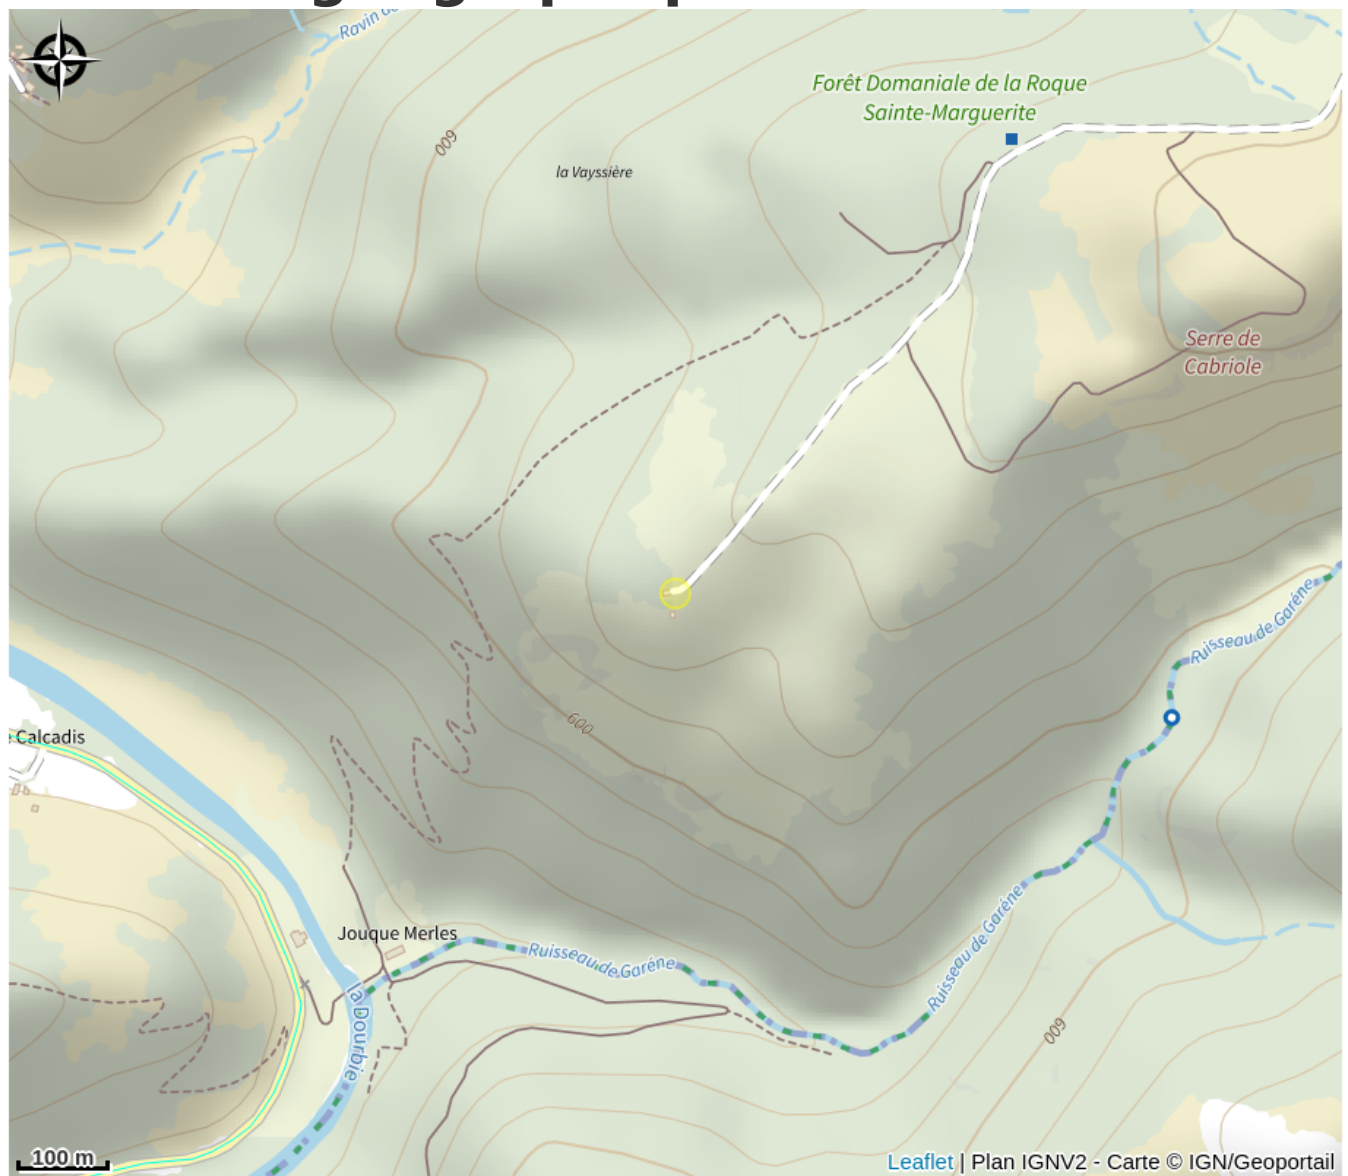 Ravin
Forêt Domaniale de la Roque
Sainte-Marguerite
600
la Vayssière
Serre de
Cabriole
Ruisseau de Garène
600
Calcadis
Jouque Merles
Ruisseau de Garène
Ruisseau de Garène
la Dourbie
600
100 m
Leaflet | Plan IGNV2 - Carte © IGN/Geoportail